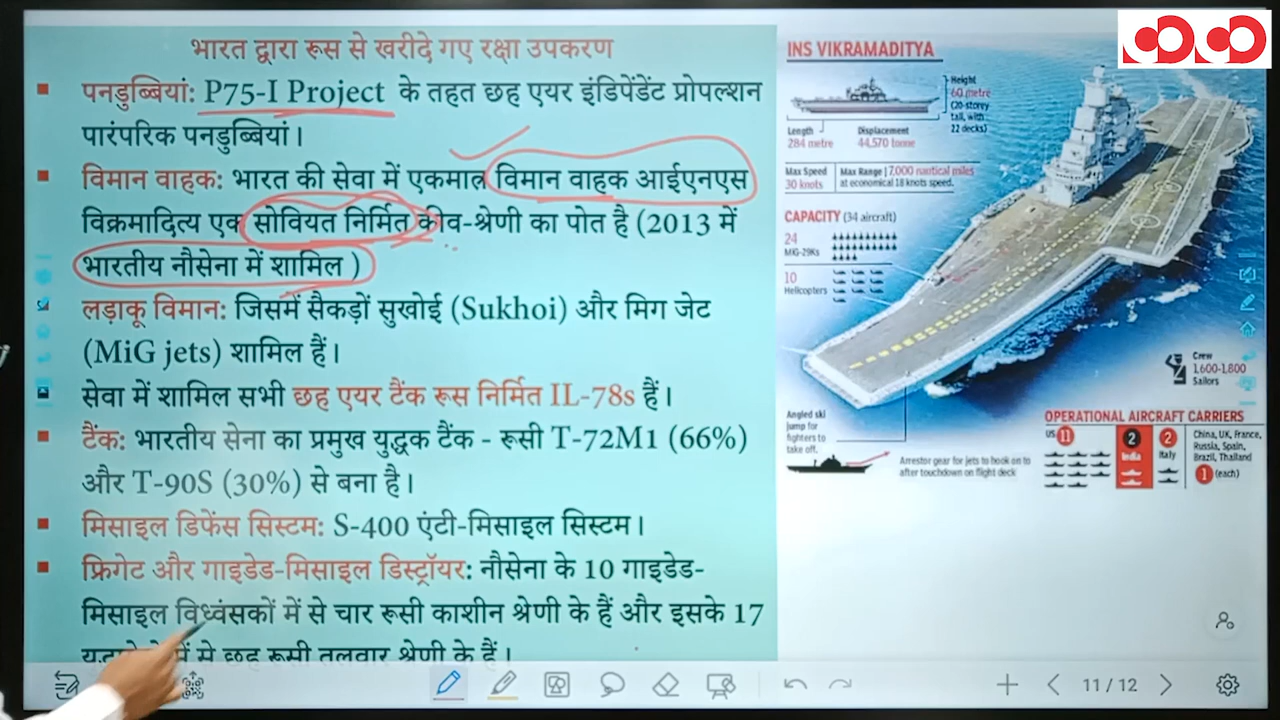 भारत द्वारा रूस से खरीदे गए रक्षा उपकरण
पनडुब्बियां: P75-I Project के तहत छह एयर इंडिपेंडेंट प्रोपल्शन
पारंपरिक पनडुब्बियां।
विमान वाहक: भारत की सेवा में एकमात्र विमान वाहक आईएनएस
विक्रमादित्य एक सोवियत निर्मित कीव-श्रेणी का पोत है (2013 में
भारतीय नौसेना में शामिल )
लड़ाकू विमान: जिसमें सैकड़ों सुखोई (Sukhoi) और मिग जेट
(MiG jets) शामिल हैं।
सेवा में शामिल सभी छह एयर टैंक रूस निर्मित IL-78s हैं।
टैंक: भारतीय सेना का प्रमुख युद्धक टैंक - रूसी T-72M1 (66%)
और T-90S (30%) से बना है।
मिसाइल डिफेंस सिस्टम: S-400 एंटी-मिसाइल सिस्टम।
फ्रिगेट और गाइडेड-मिसाइल डिस्ट्रॉयर: नौसेना के 10 गाइडेड-
मिसाइल विध्वंसकों में से चार रूसी काशीन श्रेणी के हैं और इसके 17
में से छह रूसी तलवार श्रेणी के हैं।
INS VIKRAMADITYA
Height
60 metre
(20-storey
tall, with
22 decks)
Length
284 metre
Displacement
44,570 tonne
Max Speed
30 knots
Max Range 7,000 nautical miles
at economical 18 knots speed.
CAPACITY (34 aircraft)
24
MIG-29Ks
10
Helicopters
Crew
1,600-1,800
Sailors
Angled ski
jump for
fighters to
take off.
Arrestor gear for jets to hook on to
after touchdown on flight deck
OPERATIONAL AIRCRAFT CARRIERS
US 11
2
India
2
Italy
China, UK, France,
Russia, Spain,
Brazil, Thailand
1 (each)
11 / 12